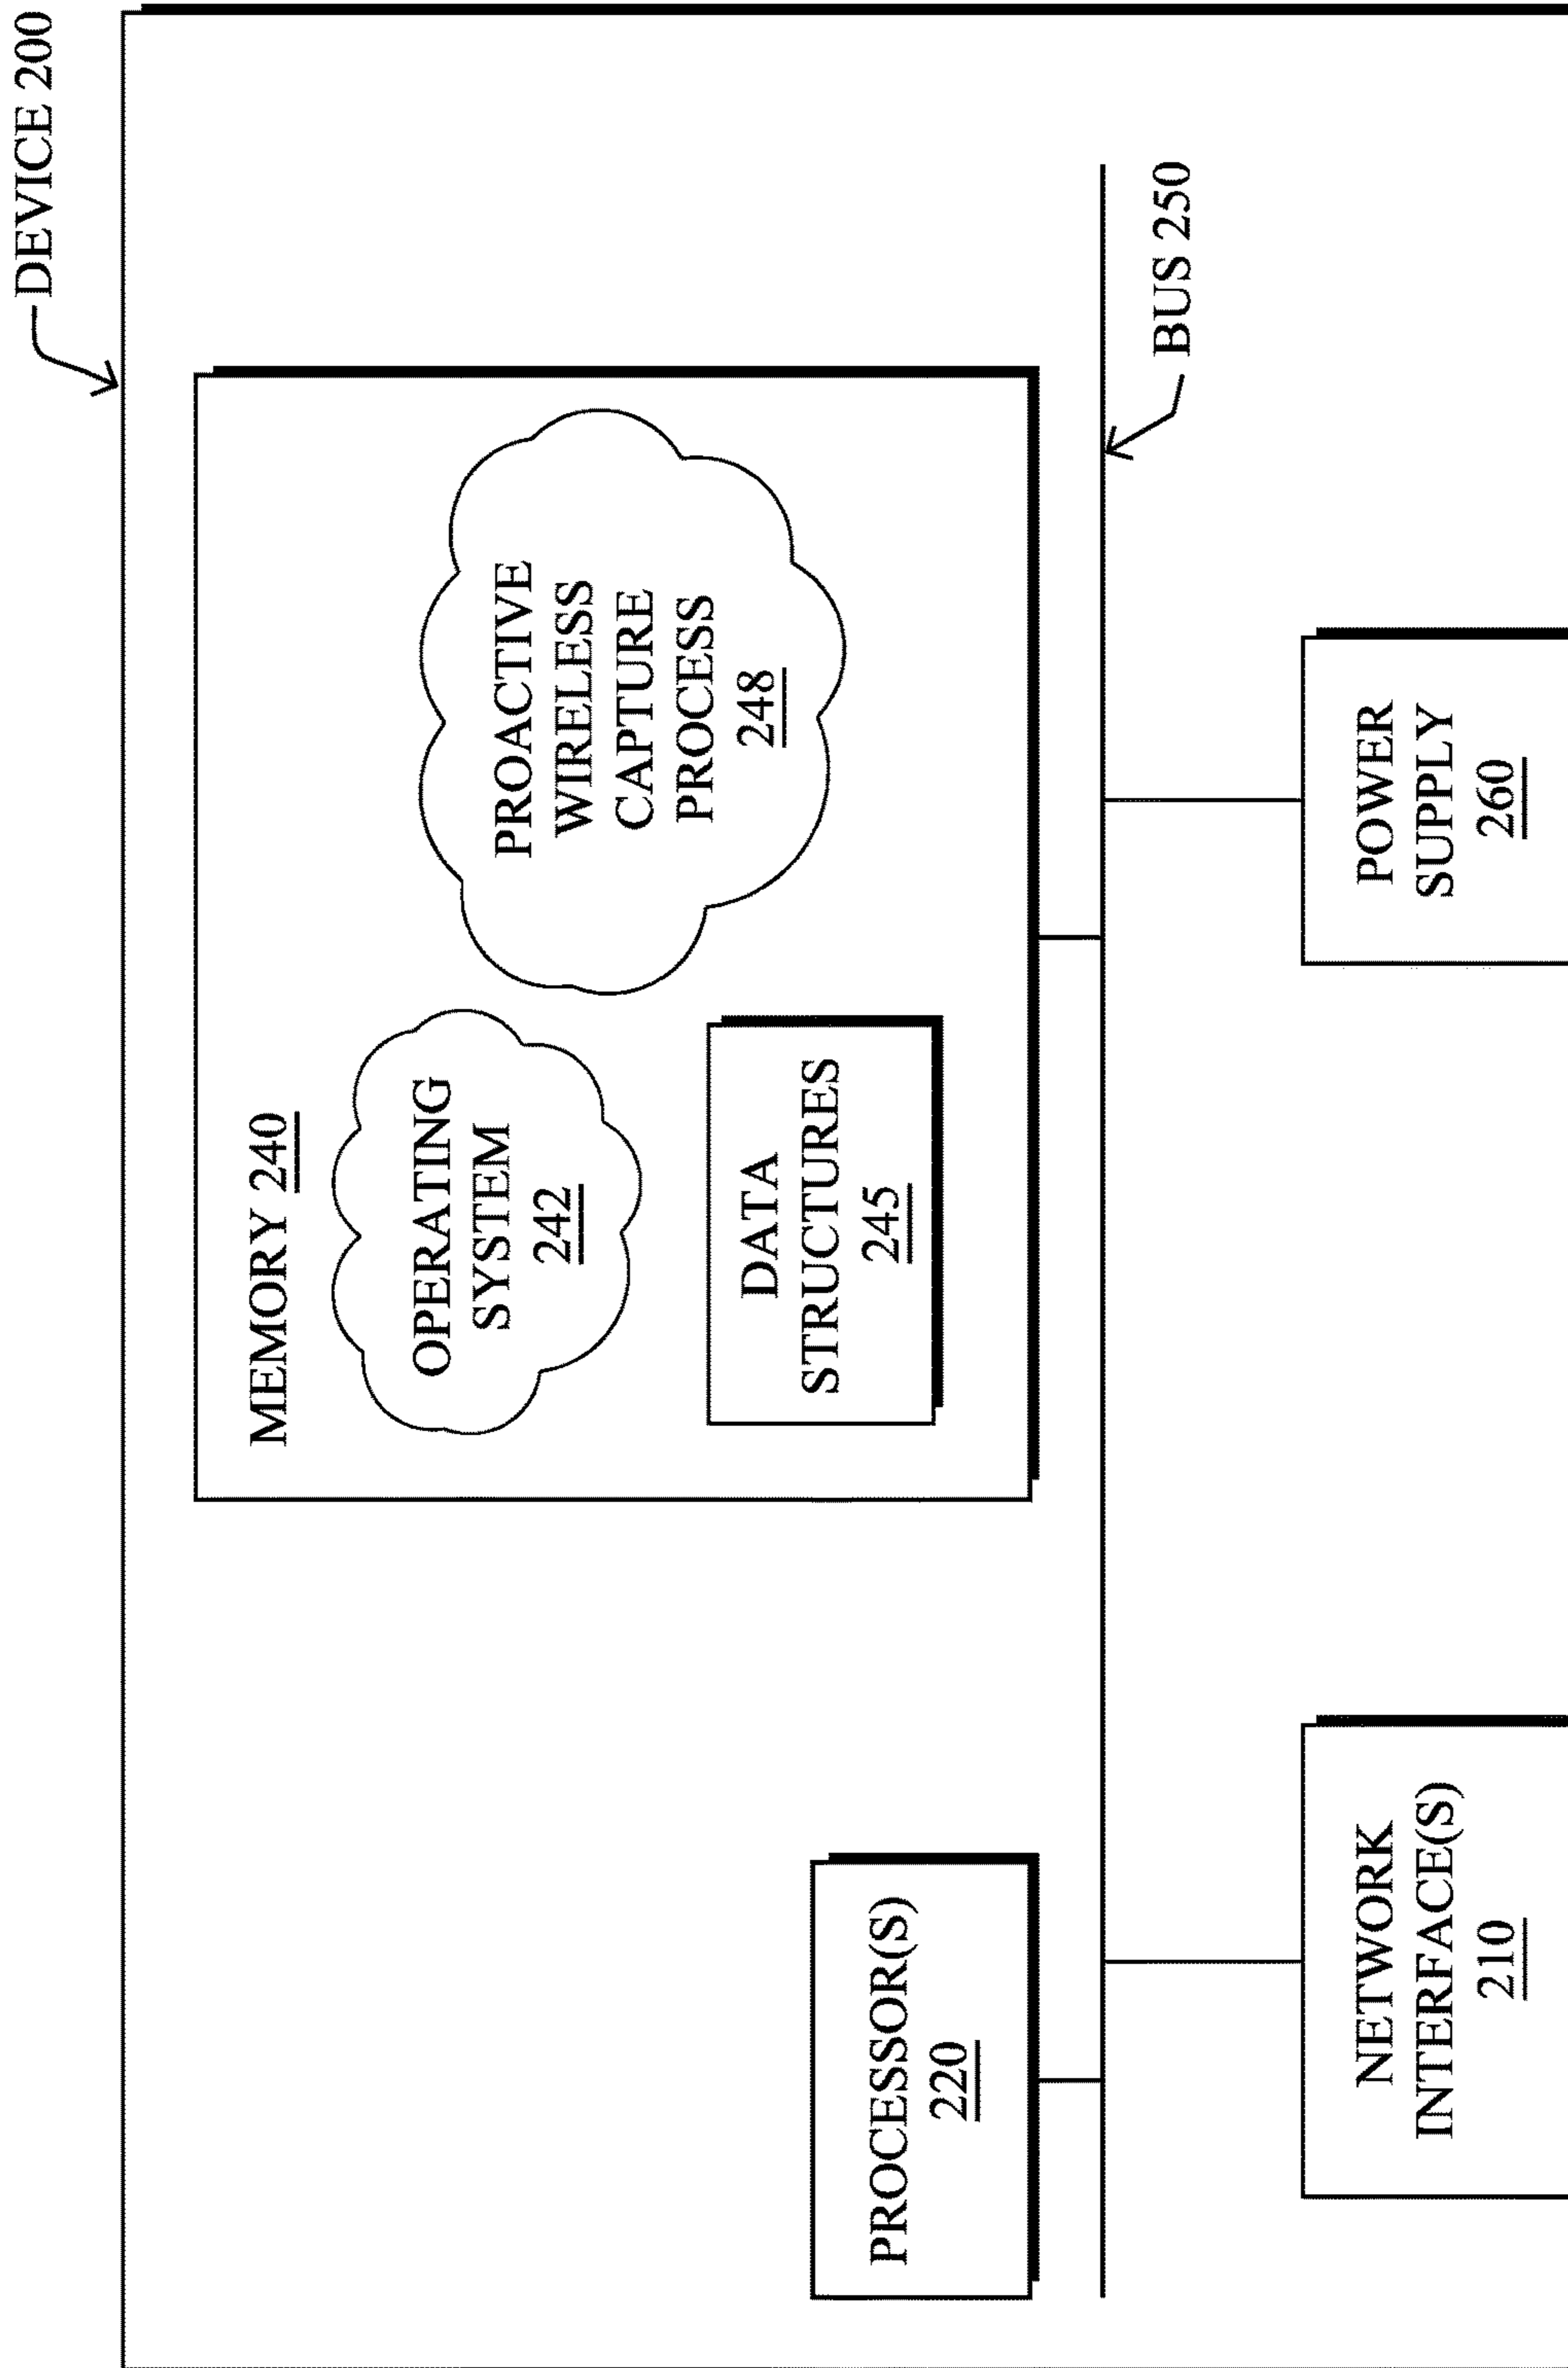 DEVICE 200
MEMORY 240
OPERATING
SYSTEM
242
PROACTIVE
WIRELESS
CAPTURE
PROCESS
248
DATA
STRUCTURES
245
PROCESSOR(S)
220
BUS 250
NETWORK
INTERFACE(S)
210
POWER
SUPPLY
260